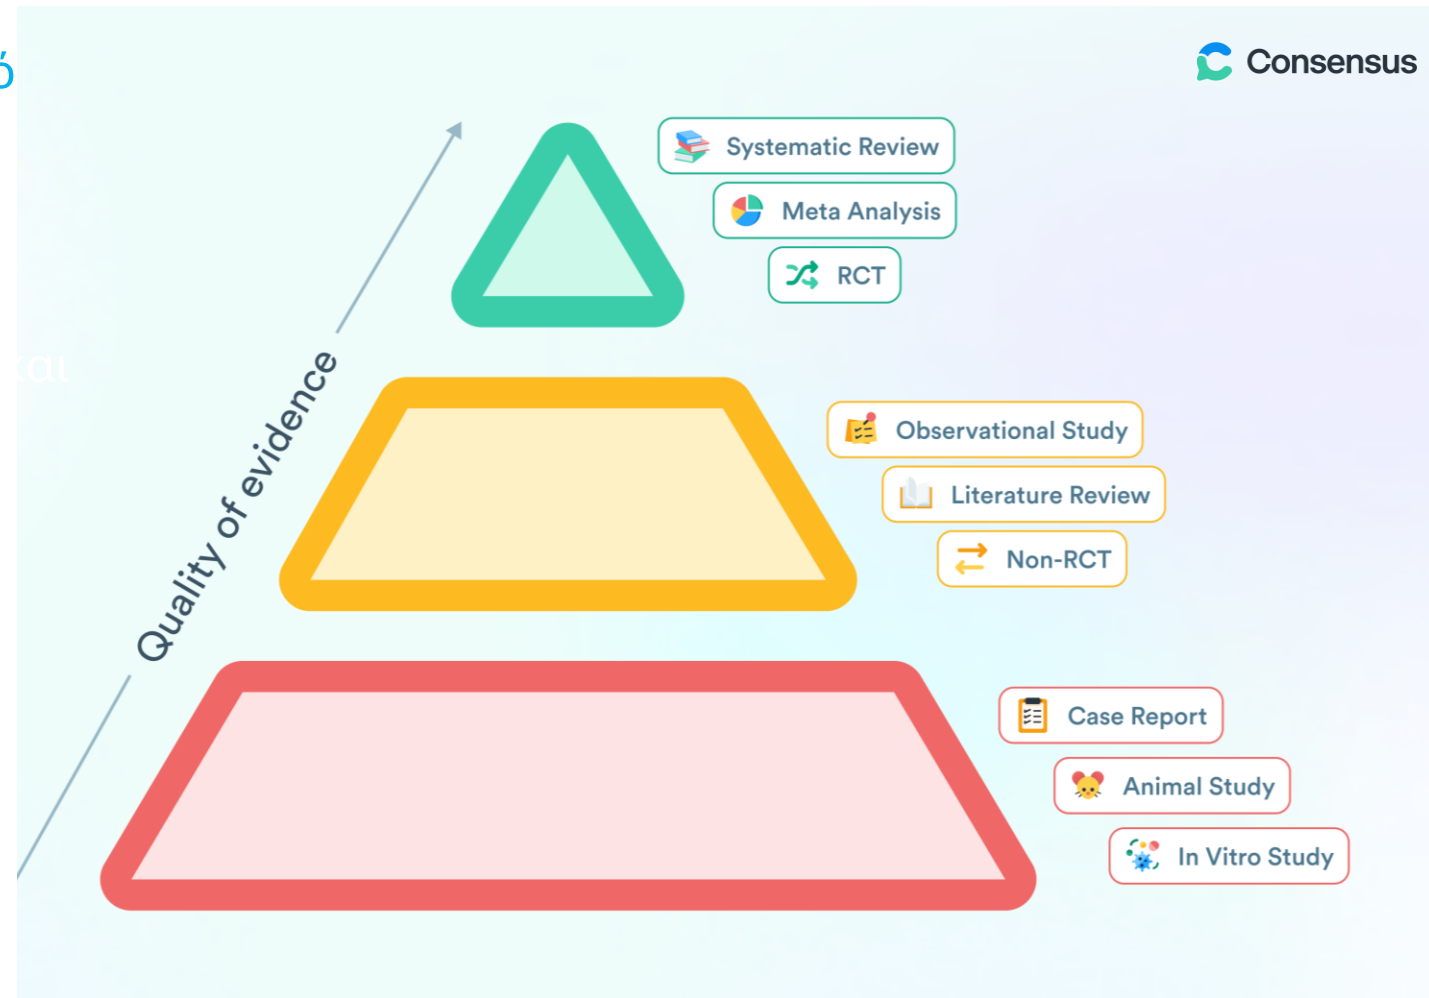 ό
Consensus
Systematic Review
Meta Analysis
RCT
και
Quality of evidence
Observational Study
Literature Review
Non-RCT
Case Report
Animal Study
In Vitro Study